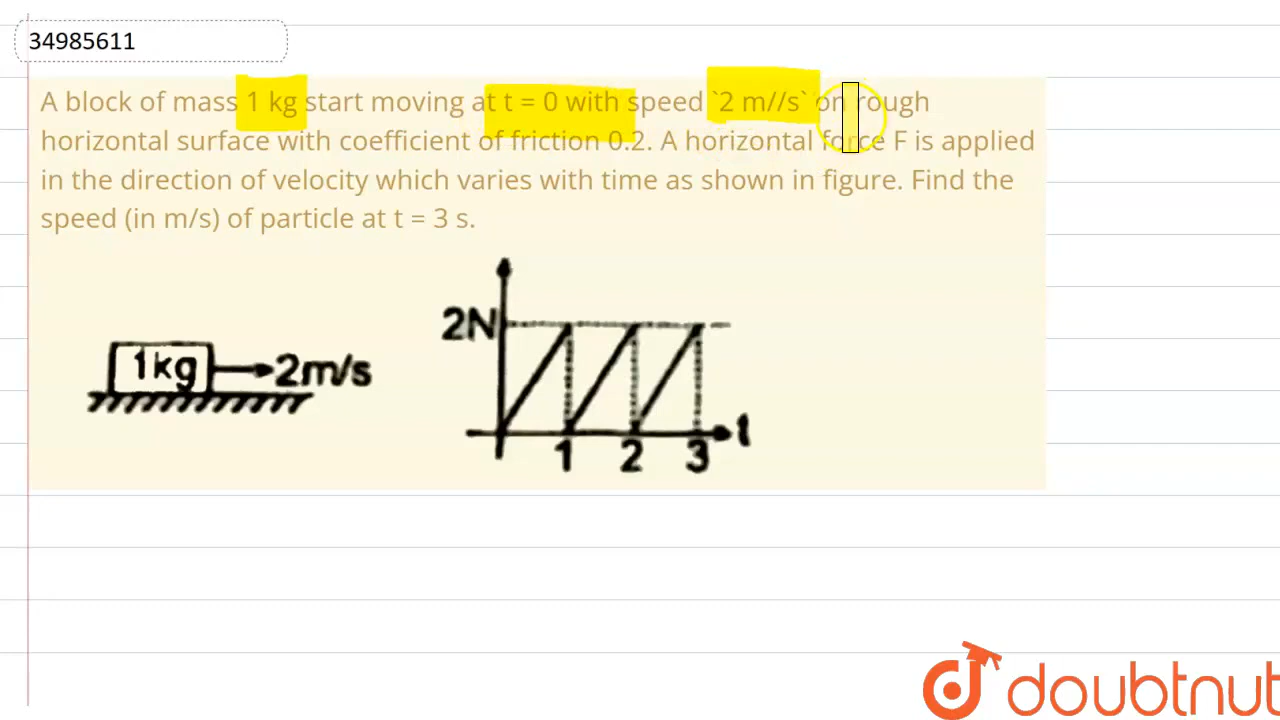 34985611
A block of mass 1 kg start moving at t = 0 with speed `2 m//s` on rough
horizontal surface with coefficient of friction 0.2. A horizontal force F is applied
in the direction of velocity which varies with time as shown in figure. Find the
speed (in m/s) of particle at t = 3 s.
2N
1kg
2m/s
t
1 2 3
doubtnut